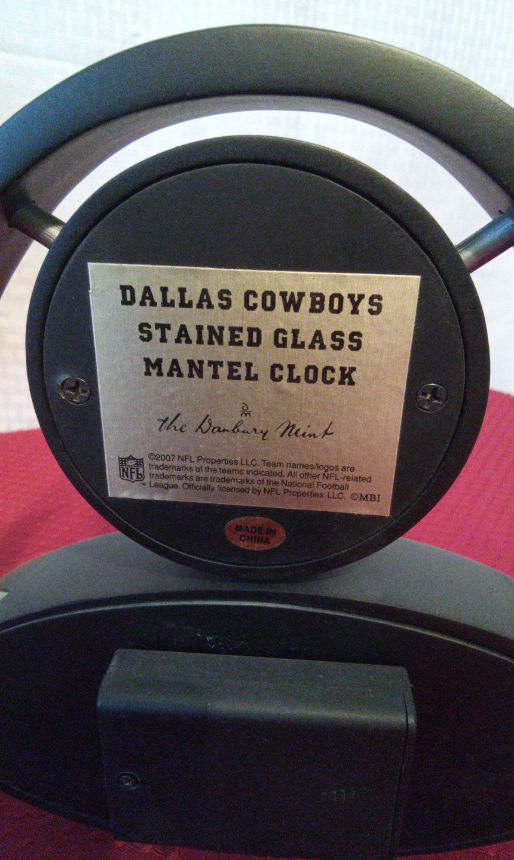 DALLAS COWBOYS
STAINED GLASS
MANTEL CLOCK
DM
the Danbury Mint
NFL
©2007 NFL Properties LLC. Team names/logos are
trademarks of the teams indicated. All other NFL-related
trademarks are trademarks of the National Football
League. Officially licensed by NFL Properties LLC. ©MBI
MADE IN
CHINA